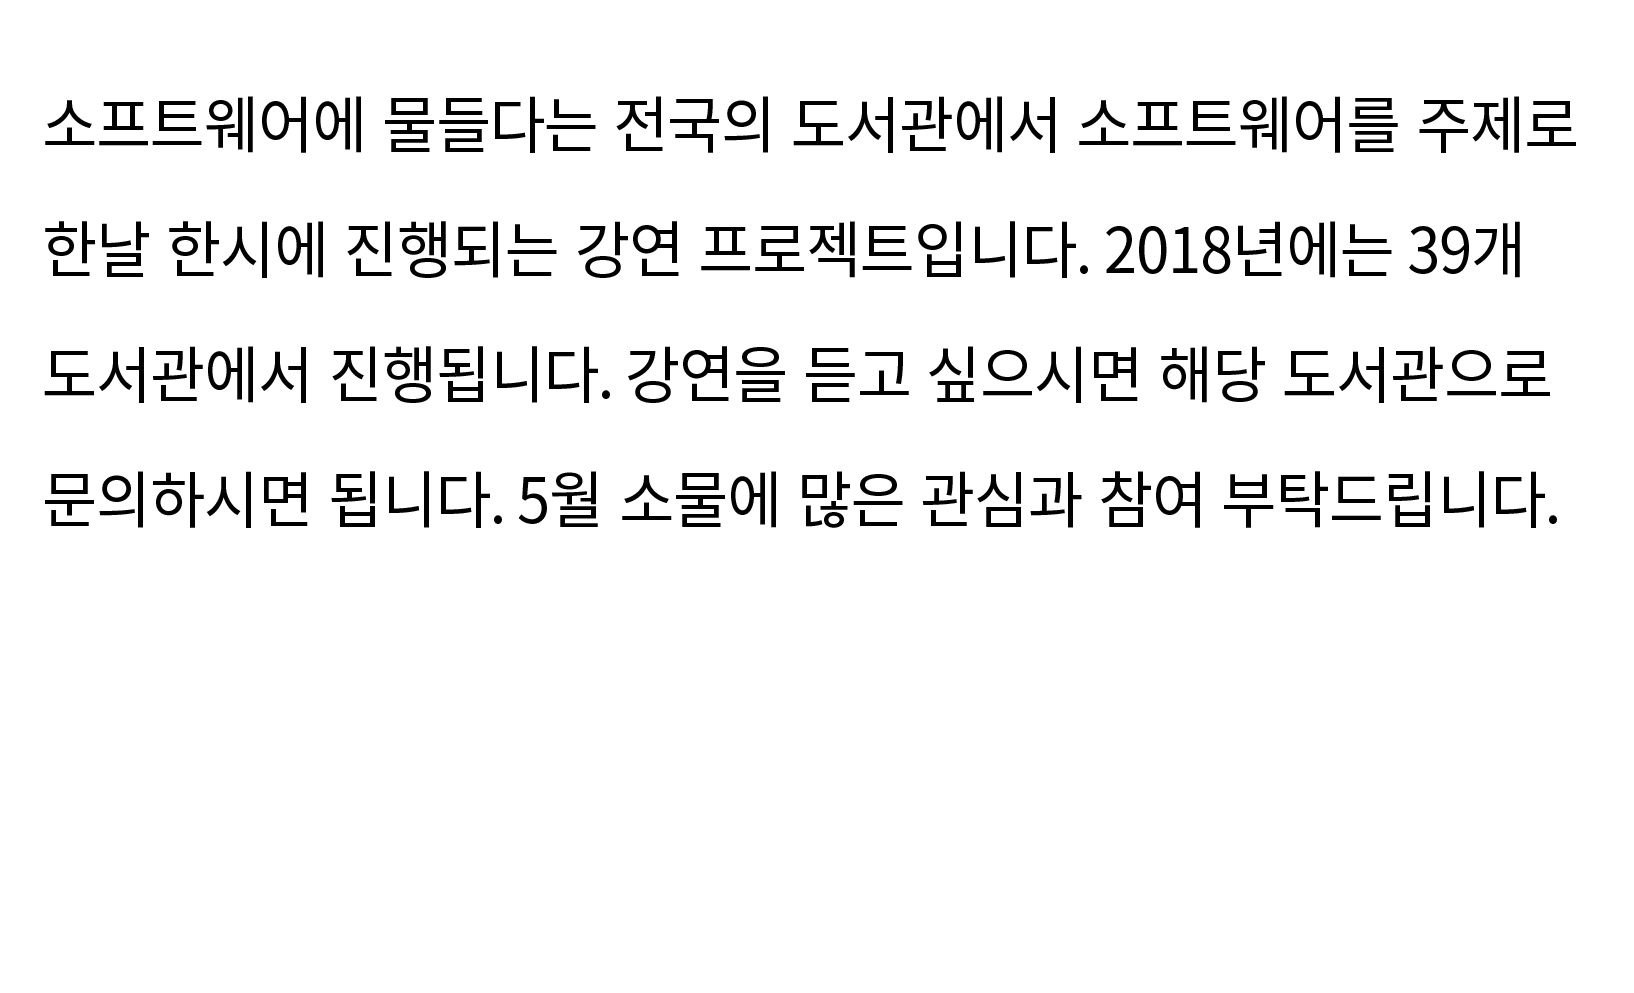 소프트웨어에 물들다는 전국의 도서관에서 소프트웨어를 주제로
한날 한시에 진행되는 강연 프로젝트입니다. 2018년에는 39개
도서관에서 진행됩니다. 강연을 듣고 싶으시면 해당 도서관으로
문의하시면 됩니다. 5월 소물에 많은 관심과 참여 부탁드립니다.